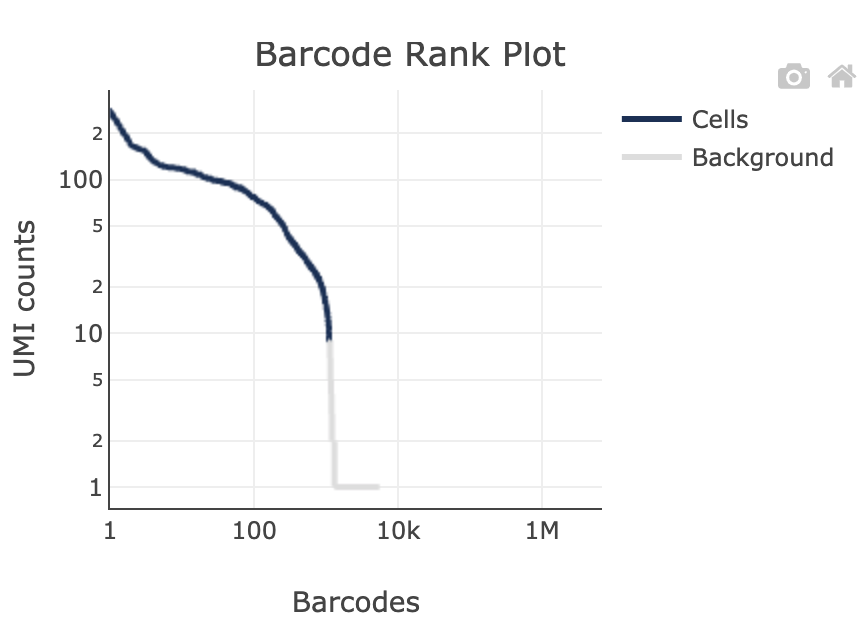 Barcode Rank Plot
Cells
Background
UMI counts
2
100
5
2
10
5
2
1
1
100
10k
1M
Barcodes